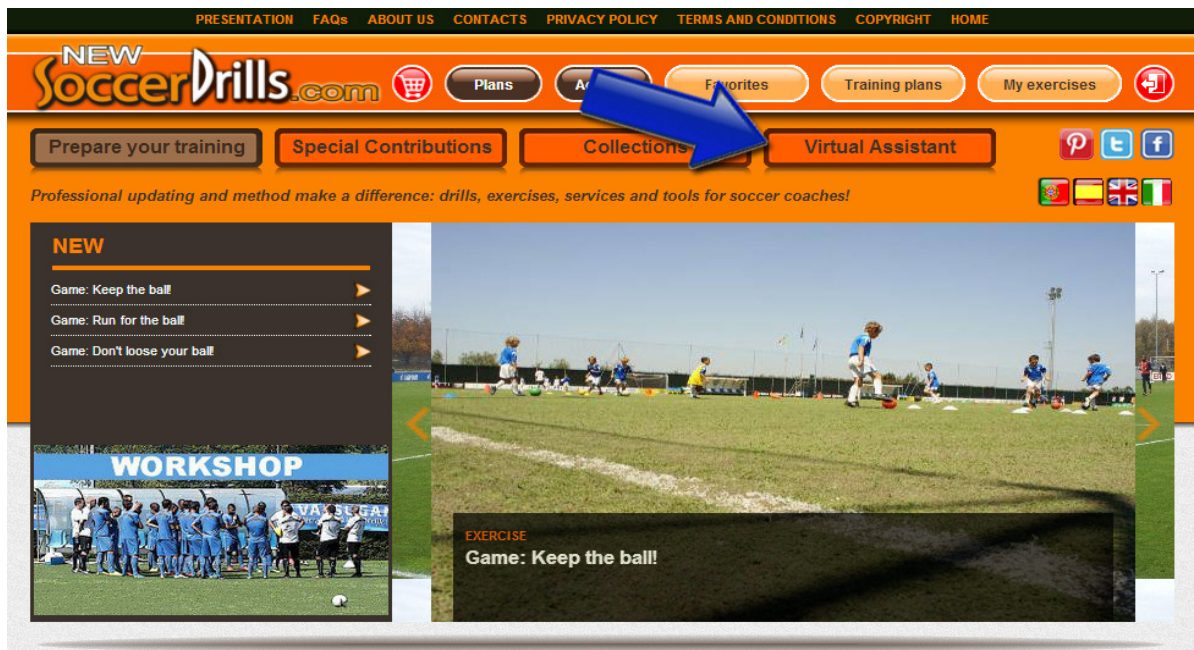 PRESENTATION FAQs ABOUT US CONTACTS PRIVACY POLICY TERMS AND CONDITIONS COPYRIGHT HOME
NEW
SoccerDrills.com
Plans
Favorites
Training plans
My exercises
Prepare your training
Special Contributions
Collections
Virtual Assistant
Professional updating and method make a difference: drills, exercises, services and tools for soccer coaches!
NEW
Game: Keep the ball!
Game: Run for the ball!
Game: Don't loose your ball!
WORKSHOP
EXERCISE
Game: Keep the ball!